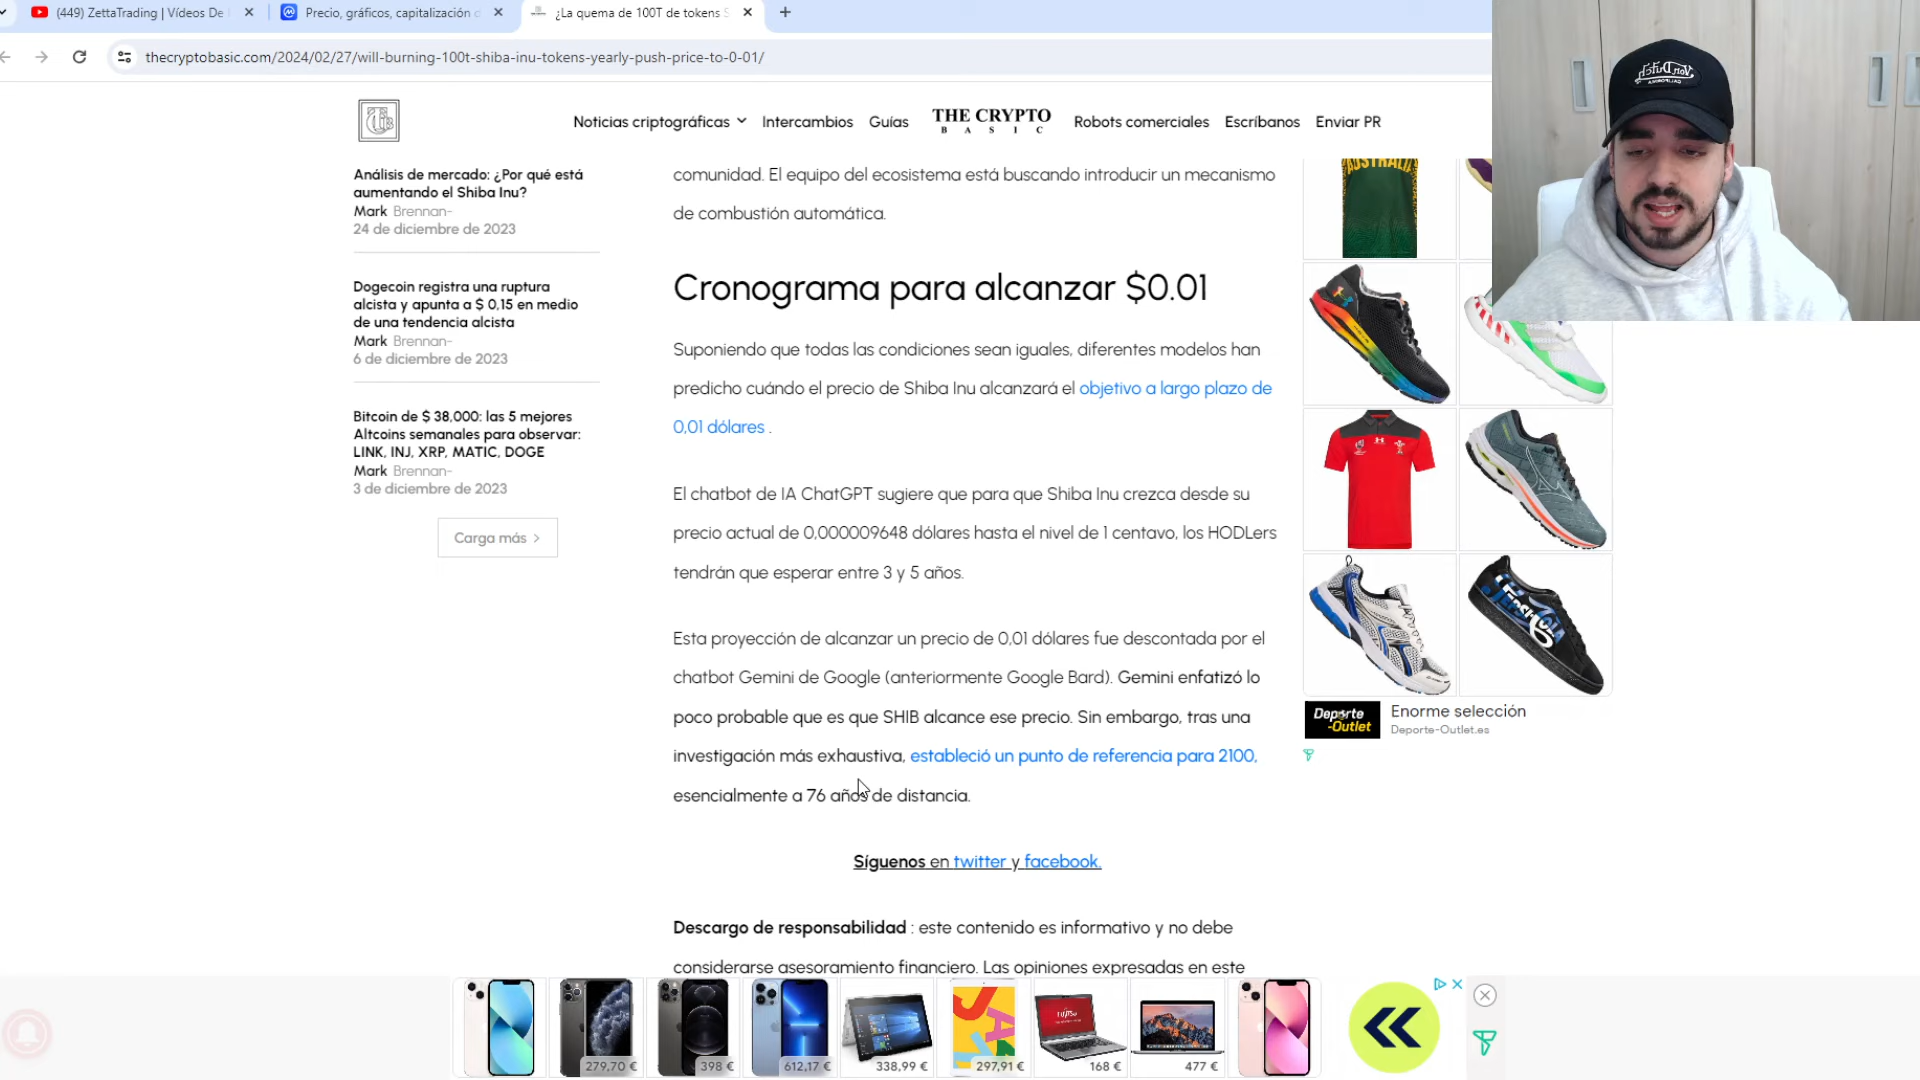 (449) ZettaTrading | Vídeos De
Precio, gráficos, capitalización d
¿La quema de 100T de tokens S
thecryptobasic.com/2024/02/27/will-burning-100t-shiba-inu-tokens-yearly-push-price-to-0-01/
Noticias criptográficas
Intercambios
Guías
THE CRYPTO
BASIC
Robots comerciales
Escríbanos
Enviar PR
Análisis de mercado: ¿Por qué está
aumentando el Shiba Inu?
Mark Brennan-
24 de diciembre de 2023
Dogecoin registra una ruptura
alcista y apunta a $ 0,15 en medio
de una tendencia alcista
Mark Brennan-
6 de diciembre de 2023
Bitcoin de $ 38,000: las 5 mejores
Altcoins semanales para observar:
LINK, INJ, XRP, MATIC, DOGE
Mark Brennan-
3 de diciembre de 2023
Carga más >
comunidad. El equipo del ecosistema está buscando introducir un mecanismo
de combustión automática.
Cronograma para alcanzar $0.01
Suponiendo que todas las condiciones sean iguales, diferentes modelos han
predicho cuándo el precio de Shiba Inu alcanzará el objetivo a largo plazo de
0,01 dólares .
El chatbot de IA ChatGPT sugiere que para que Shiba Inu crezca desde su
precio actual de 0,000009648 dólares hasta el nivel de 1 centavo, los HODLers
tendrán que esperar entre 3 y 5 años.
Esta proyección de alcanzar un precio de 0,01 dólares fue descontada por el
chatbot Gemini de Google (anteriormente Google Bard). Gemini enfatizó lo
poco probable que es que SHIB alcance ese precio. Sin embargo, tras una
investigación más exhaustiva, estableció un punto de referencia para 2100,
esencialmente a 76 años de distancia.
Síguenos en twitter y facebook.
Descargo de responsabilidad : este contenido es informativo y no debe
considerarse asesoramiento financiero. Las opiniones expresadas en este
AUSTRALIA
Deporte
-Outlet
Enorme selección
Deporte-Outlet.es
279,70 €
398 €
612,17 €
338,99 €
297,91 €
168 €
477 €
FUJITSU
Von Dutch